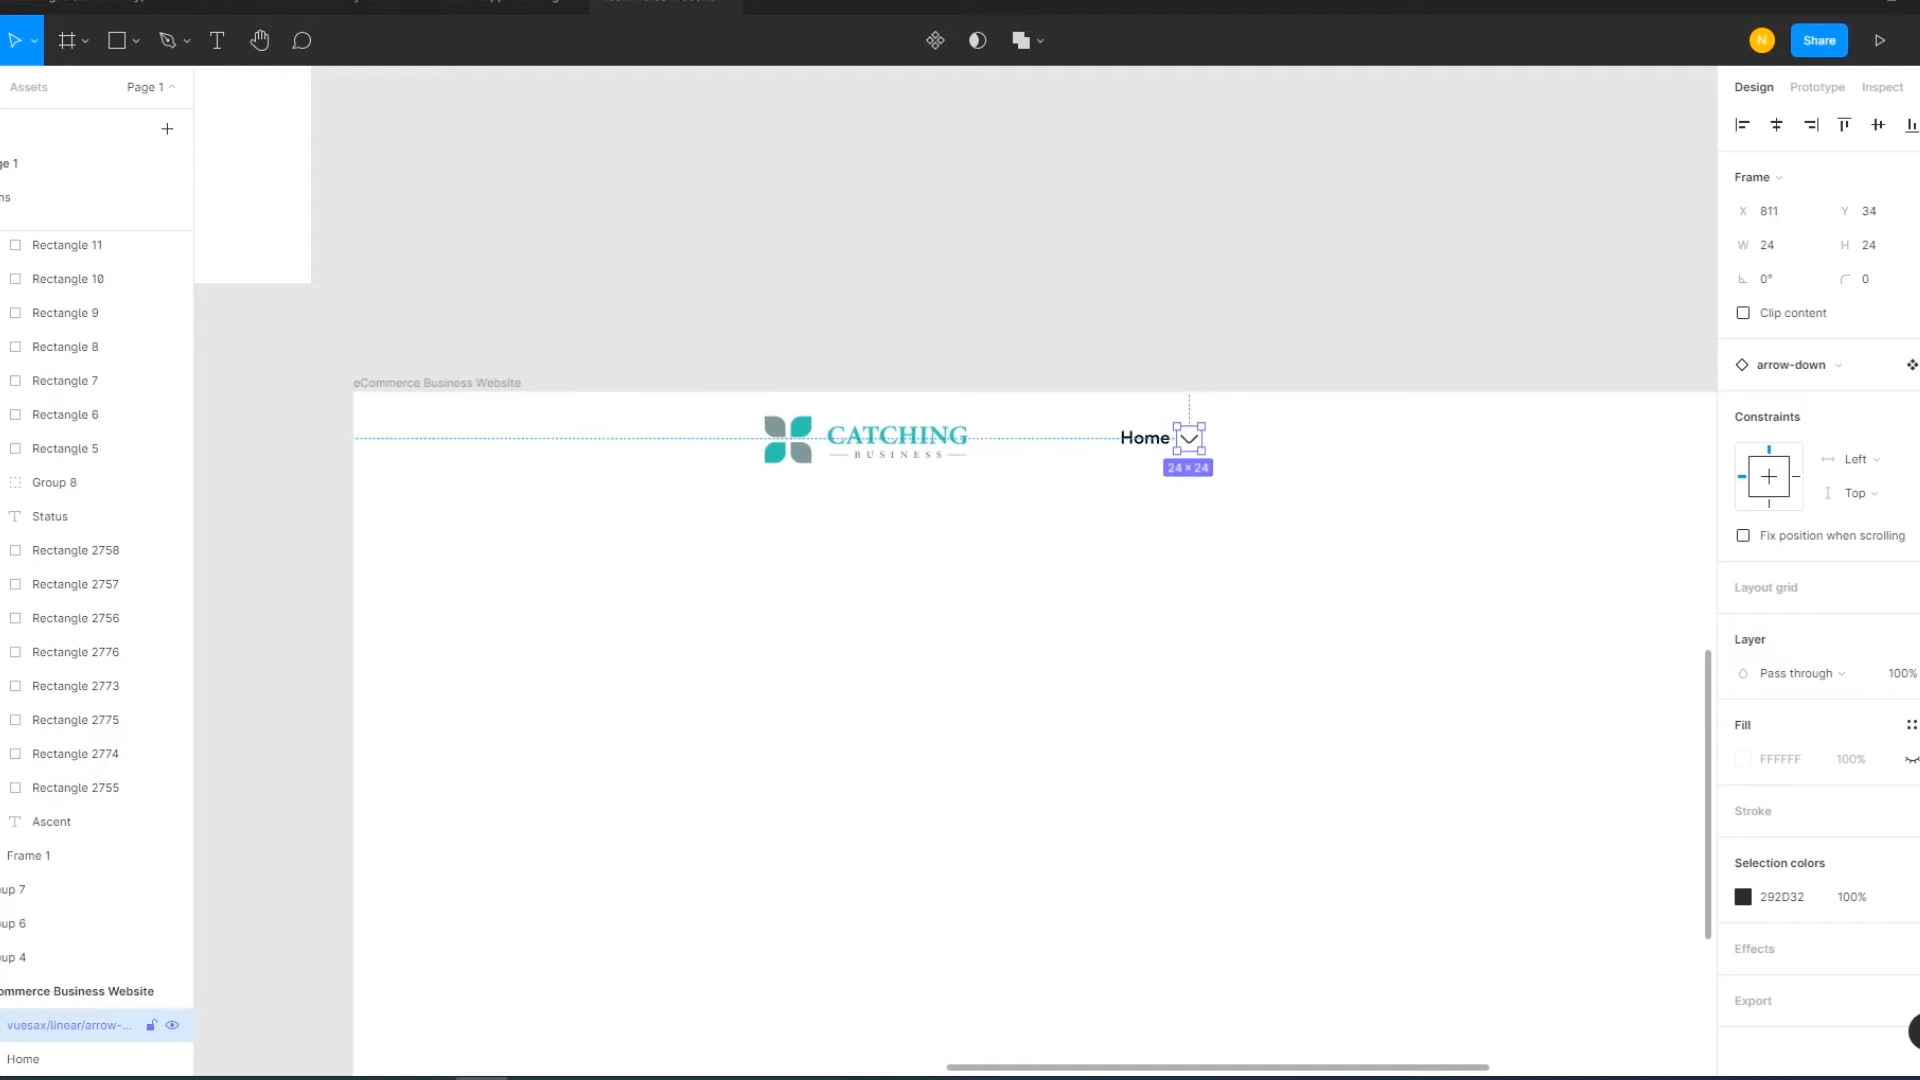 N
Share
Assets
Page 1
Design
Prototype
Inspect
ge 1
ns
Rectangle 11
Rectangle 10
Rectangle 9
Rectangle 8
Rectangle 7
Rectangle 6
Rectangle 5
Group 8
Status
Rectangle 2758
Rectangle 2757
Rectangle 2756
Rectangle 2776
Rectangle 2773
Rectangle 2775
Rectangle 2774
Rectangle 2755
Ascent
Frame 1
up 7
up 6
up 4
ommerce Business Website
vuesax/linear/arrow-...
Home
eCommerce Business Website
CATCHING
BUSINESS
Home
24 × 24
Frame
X 811 Y 34
W 24 H 24
0° 0
Clip content
arrow-down
Constraints
Left
Top
Fix position when scrolling
Layout grid
Layer
Pass through 100%
Fill
FFFFFF 100%
Stroke
Selection colors
292D32 100%
Effects
Export